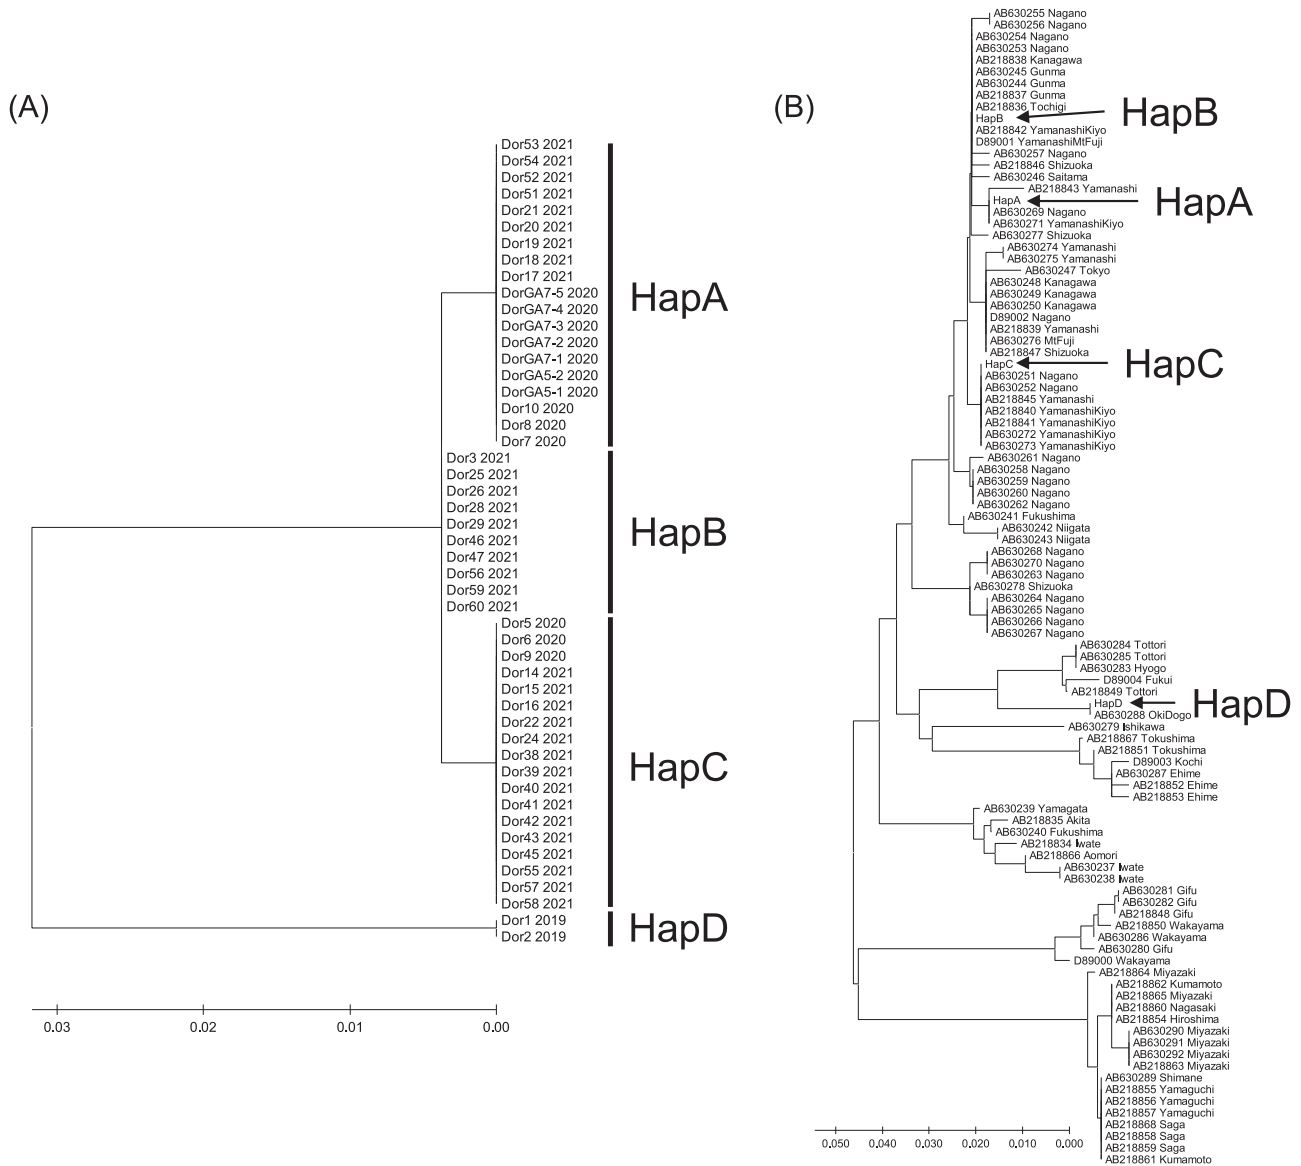 (A)
Dor53 2021
Dor54 2021
Dor52 2021
Dor51 2021
Dor21 2021
Dor20 2021
Dor19 2021
Dor18 2021
Dor17 2021
DorGA7-5 2020
DorGA7-4 2020
DorGA7-3 2020
DorGA7-2 2020
DorGA7-1 2020
DorGA5-2 2020
DorGA5-1 2020
Dor10 2020
Dor8 2020
Dor7 2020
HapA
Dor3 2021
Dor25 2021
Dor26 2021
Dor28 2021
Dor29 2021
Dor46 2021
Dor47 2021
Dor56 2021
Dor59 2021
Dor60 2021
HapB
Dor5 2020
Dor6 2020
Dor9 2020
Dor14 2021
Dor15 2021
Dor16 2021
Dor22 2021
Dor24 2021
Dor38 2021
Dor39 2021
Dor40 2021
Dor41 2021
Dor42 2021
Dor43 2021
Dor45 2021
Dor55 2021
Dor57 2021
Dor58 2021
HapC
Dor1 2019
Dor2 2019
HapD
0.03 0.02 0.01 0.00
(B)
AB630255 Nagano
AB630256 Nagano
AB630254 Nagano
AB630253 Nagano
AB218838 Kanagawa
AB630245 Gunma
AB630244 Gunma
AB218837 Gunma
AB218836 Tochigi
HapB
HapB
AB218842 YamanashiKiyo
D89001 YamanashiMtFuji
AB630257 Nagano
AB218846 Shizuoka
AB630246 Saitama
AB218843 Yamanashi
HapA
HapA
AB630269 Nagano
AB630271 YamanashiKiyo
AB630277 Shizuoka
AB630274 Yamanashi
AB630275 Yamanashi
AB630247 Tokyo
AB630248 Kanagawa
AB630249 Kanagawa
AB630250 Kanagawa
D89002 Nagano
AB218839 Yamanashi
AB630276 MtFuji
AB218847 Shizuoka
HapC
HapC
AB630251 Nagano
AB630252 Nagano
AB218845 Yamanashi
AB218840 YamanashiKiyo
AB218841 YamanashiKiyo
AB630272 YamanashiKiyo
AB630273 YamanashiKiyo
AB630261 Nagano
AB630258 Nagano
AB630259 Nagano
AB630260 Nagano
AB630262 Nagano
AB630241 Fukushima
AB630242 Niigata
AB630243 Niigata
AB630268 Nagano
AB630270 Nagano
AB630263 Nagano
AB630278 Shizuoka
AB630264 Nagano
AB630265 Nagano
AB630266 Nagano
AB630267 Nagano
AB630284 Tottori
AB630285 Tottori
AB630283 Hyogo
D89004 Fukui
AB218849 Tottori
HapD
HapD
AB630288 OkiDogo
AB630279 Ishikawa
AB218867 Tokushima
AB218851 Tokushima
D89003 Kochi
AB630287 Ehime
AB218852 Ehime
AB218853 Ehime
AB630239 Yamagata
AB218835 Akita
AB630240 Fukushima
AB218834 Iwate
AB218866 Aomori
AB630237 Iwate
AB630238 Iwate
AB630281 Gifu
AB630282 Gifu
AB218848 Gifu
AB218850 Wakayama
AB630286 Wakayama
AB630280 Gifu
D89000 Wakayama
AB218864 Miyazaki
AB218862 Kumamoto
AB218865 Miyazaki
AB218860 Nagasaki
AB218854 Hiroshima
AB630290 Miyazaki
AB630291 Miyazaki
AB630292 Miyazaki
AB218863 Miyazaki
AB630289 Shimane
AB218855 Yamaguchi
AB218856 Yamaguchi
AB218857 Yamaguchi
AB218868 Saga
AB218858 Saga
AB218859 Saga
AB218861 Kumamoto
0.050 0.040 0.030 0.020 0.010 0.000